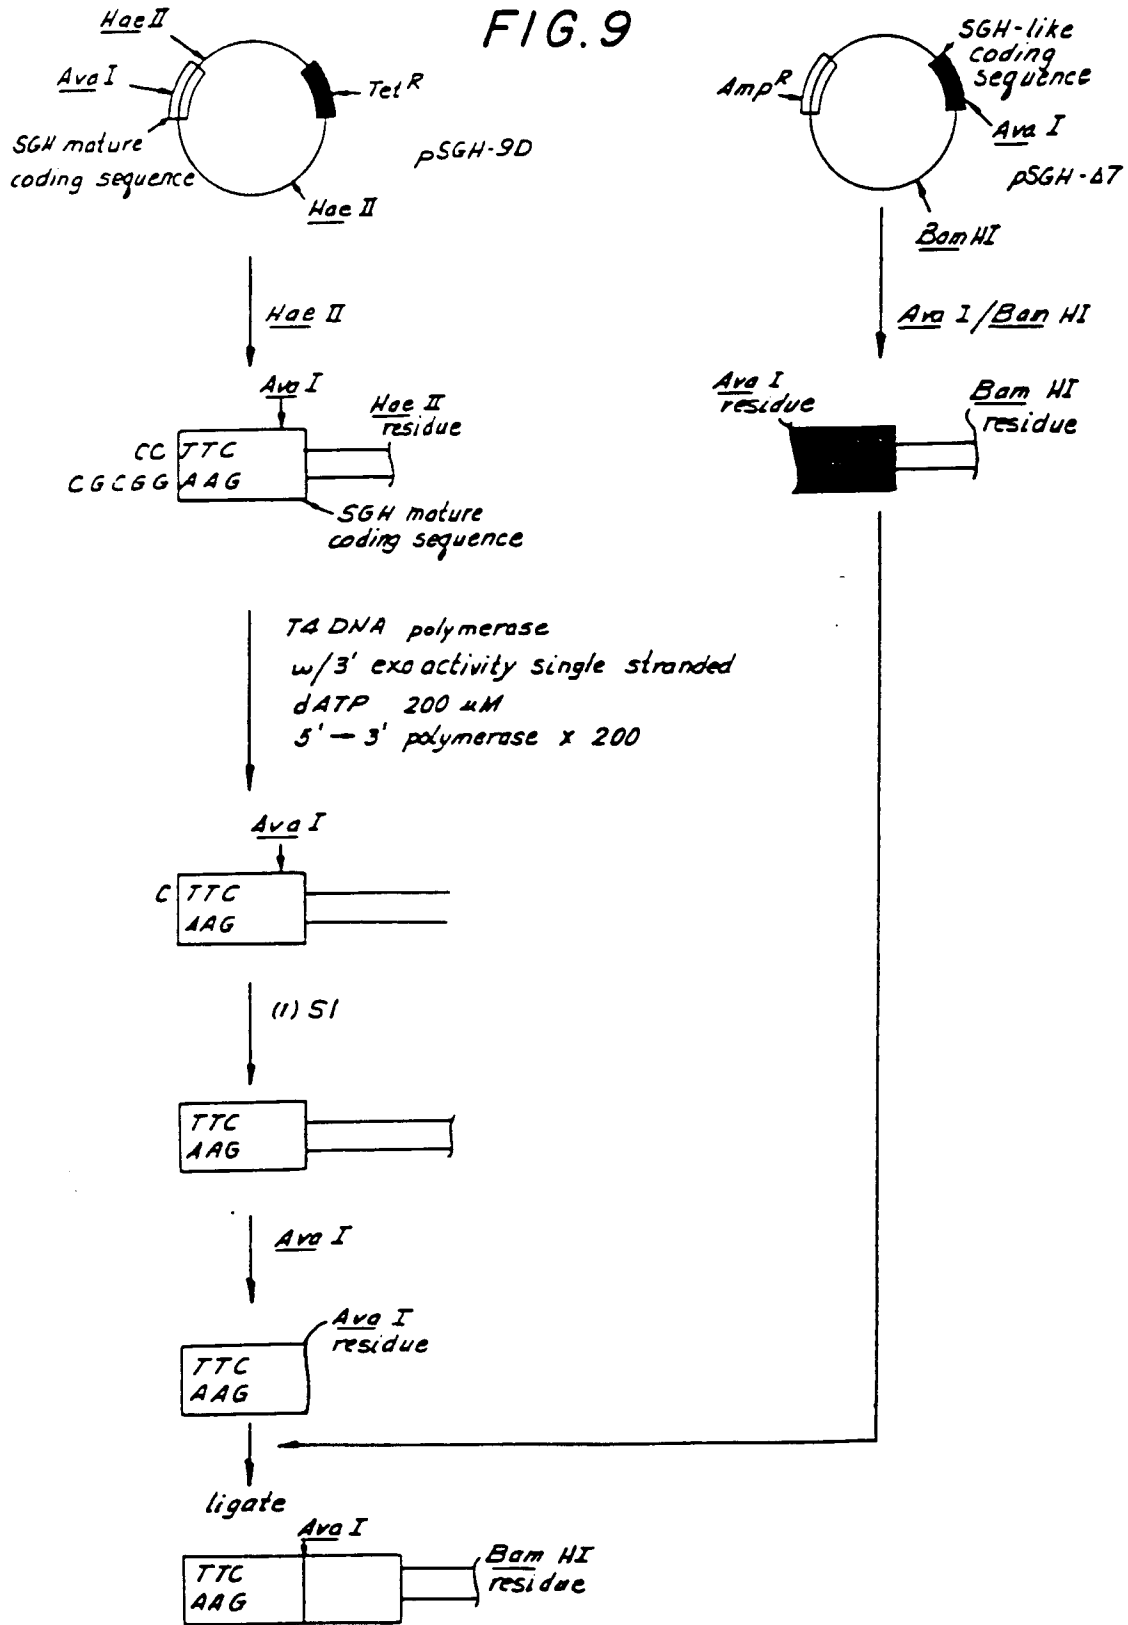 FIG. 9
Hae II
Ava I
SGH mature
coding sequence
Tet R
pSGH-9D
Hae II
SGH-like
coding
sequence
Amp R
Ava I
pSGH-Δ7
Bam HI
Hae II
Ava I/Bam HI
Ava I
Hae II
residue
CC TTC
CGCGG AAG
SGH mature
coding sequence
Ava I
residue
Bam HI
residue
T4 DNA polymerase
w/3' exo activity single stranded
dATP 200 uM
5' → 3' polymerase x 200
Ava I
C TTC
AAG
(1) S1
TTC
AAG
Ava I
Ava I
residue
TTC
AAG
ligate
Ava I
TTC
AAG
Bam HI
residue